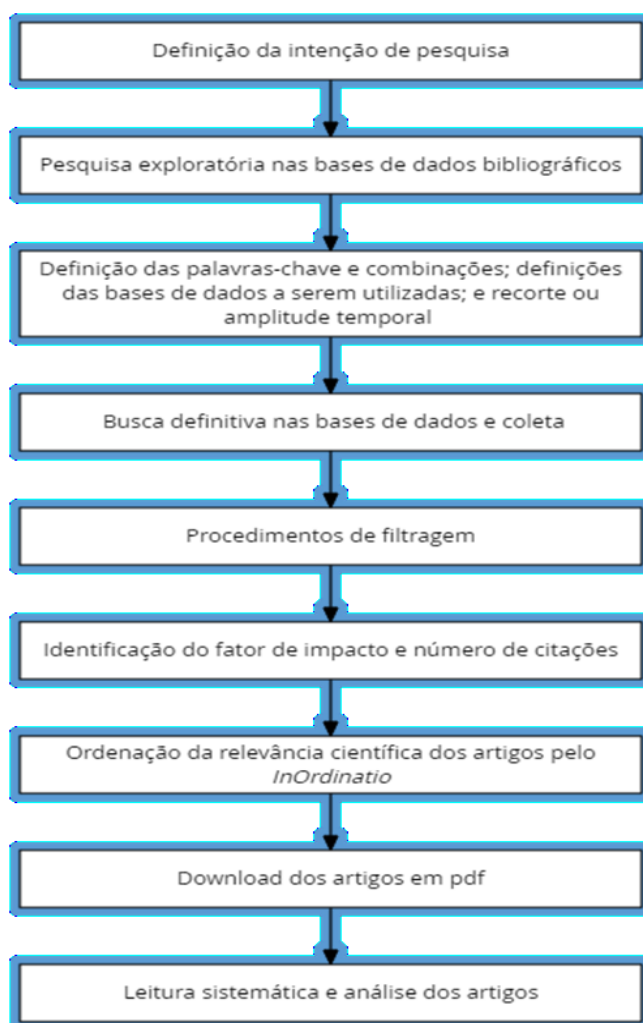 Definição da intenção de pesquisa
Pesquisa exploratória nas bases de dados bibliográficos
Definição das palavras-chave e combinações; definições
das bases de dados a serem utilizadas; e recorte ou
amplitude temporal
Busca definitiva nas bases de dados e coleta
Procedimentos de filtragem
Identificação do fator de impacto e número de citações
Ordenação da relevância científica dos artigos pelo
InOrdinatio
Download dos artigos em pdf
Leitura sistemática e análise dos artigos